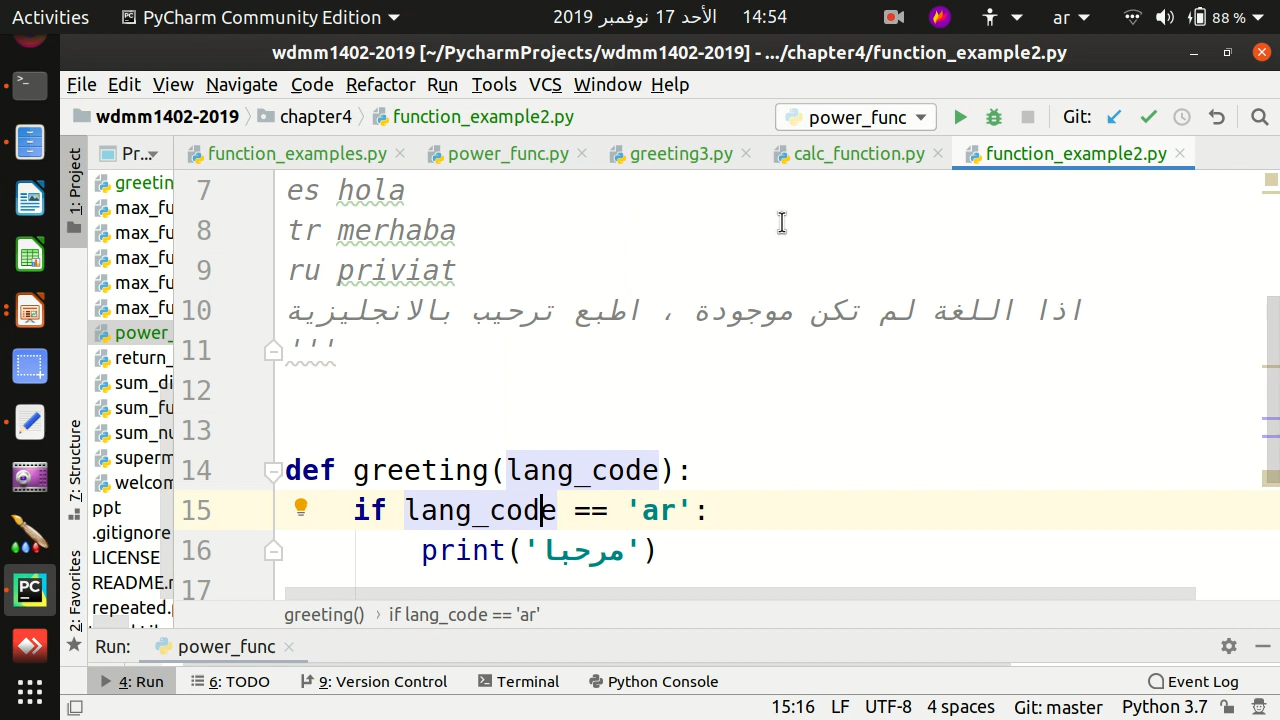 Activities PyCharm Community Edition الأحد 17 نوفمبر 2019 14:54 ar 88 %
wdmm1402-2019 [~/PycharmProjects/wdmm1402-2019] - .../chapter4/function_example2.py
File Edit View Navigate Code Refactor Run Tools VCS Window Help
wdmm1402-2019 chapter4 function_example2.py power_func Git:
1: Project Pr... function_examples.py power_func.py greeting3.py calc_function.py function_example2.py
greetin
max_fu
max_fu
max_fu
max_fu
max_fu
power_
return_
sum_di
sum_fu
sum_nu
superm
welcom
ppt
.gitignore
LICENSE
README.r
repeated.p
7 es hola
8 tr merhaba
9 ru priviat
10 اذا اللغة لم تكن موجودة ، اطبع ترحيب بالانجليزية
11 '''
12
13
14 def greeting(lang_code):
15 if lang_code == 'ar':
16 print('مرحبا')
17
greeting() › if lang_code == 'ar'
7: Structure
2: Favorites
Run: power_func
4: Run 6: TODO 9: Version Control Terminal Python Console Event Log
15:16 LF UTF-8 4 spaces Git: master Python 3.7